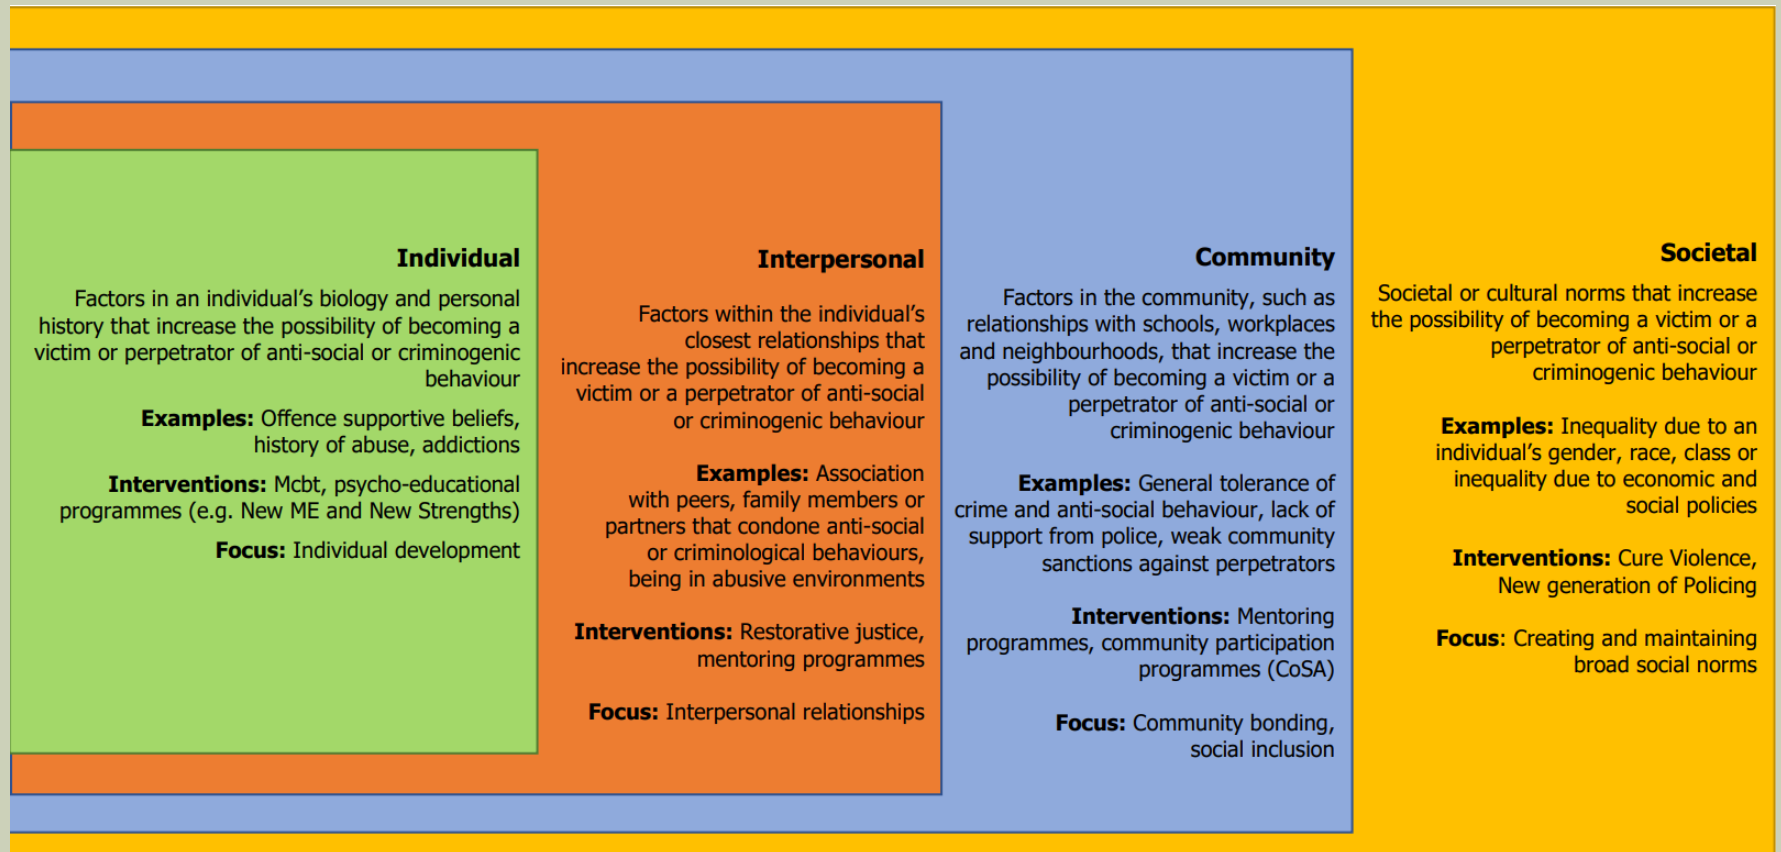 Individual
Factors in an individual’s biology and personal
history that increase the possibility of becoming a
victim or perpetrator of anti-social or criminogenic
behaviour
Examples: Offence supportive beliefs,
history of abuse, addictions
Interventions: Mcbt, psycho-educational
programmes (e.g. New ME and New Strengths)
Focus: Individual development
Interpersonal
Factors within the individual’s
closest relationships that
increase the possibility of becoming a
victim or a perpetrator of anti-social
or criminogenic behaviour
Examples: Association
with peers, family members or
partners that condone anti-social
or criminological behaviours,
being in abusive environments
Interventions: Restorative justice,
mentoring programmes
Focus: Interpersonal relationships
Community
Factors in the community, such as
relationships with schools, workplaces
and neighbourhoods, that increase the
possibility of becoming a victim or a
perpetrator of anti-social or
criminogenic behaviour
Examples: General tolerance of
crime and anti-social behaviour, lack of
support from police, weak community
sanctions against perpetrators
Interventions: Mentoring
programmes, community participation
programmes (CoSA)
Focus: Community bonding,
social inclusion
Societal
Societal or cultural norms that increase
the possibility of becoming a victim or a
perpetrator of anti-social or
criminogenic behaviour
Examples: Inequality due to an
individual’s gender, race, class or
inequality due to economic and
social policies
Interventions: Cure Violence,
New generation of Policing
Focus: Creating and maintaining
broad social norms